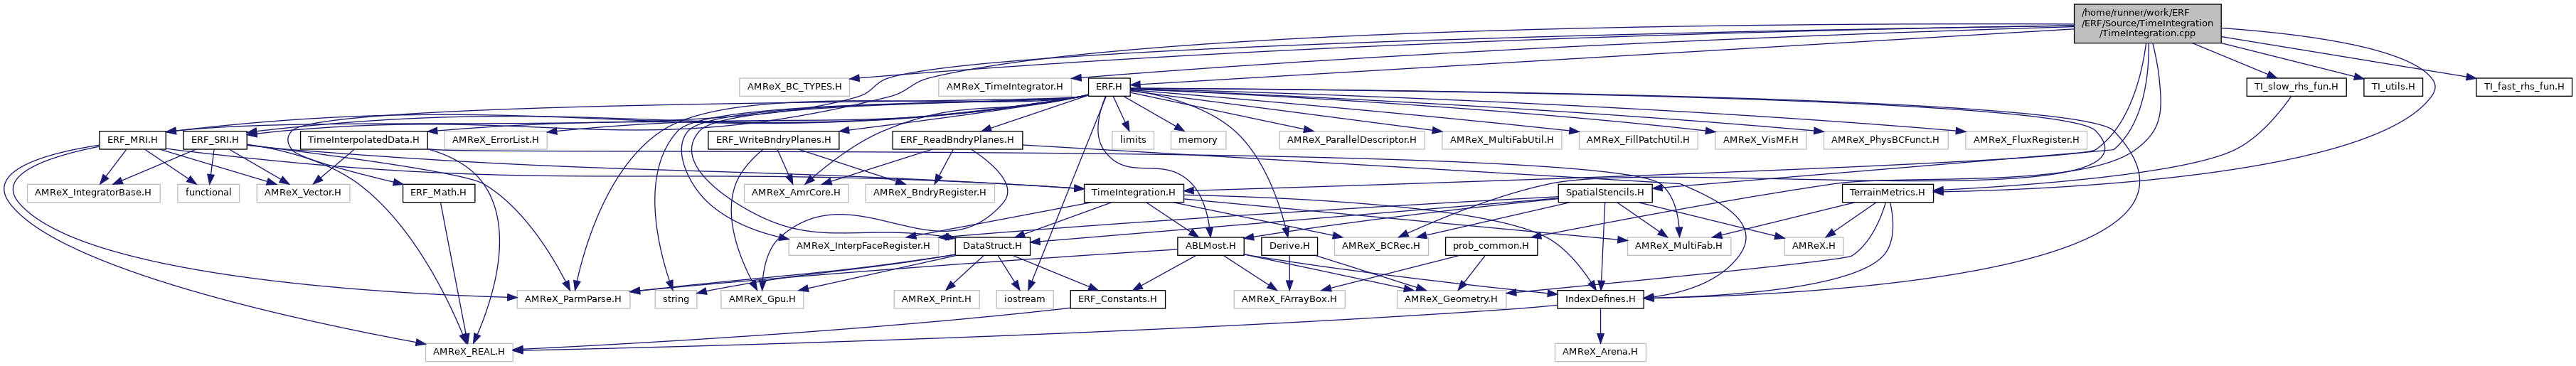 /home/runner/work/ERF
/ERF/Source/TimeIntegration
/TimeIntegration.cpp
AMReX_BC_TYPES.H
AMReX_TimeIntegrator.H
ERF.H
TI_slow_rhs_fun.H
TI_utils.H
TI_fast_rhs_fun.H
ERF_MRI.H
ERF_SRI.H
TimeInterpolatedData.H
AMReX_ErrorList.H
ERF_WriteBndryPlanes.H
ERF_ReadBndryPlanes.H
limits
memory
AMReX_ParallelDescriptor.H
AMReX_MultiFabUtil.H
AMReX_FillPatchUtil.H
AMReX_VisMF.H
AMReX_PhysBCFunct.H
AMReX_FluxRegister.H
AMReX_IntegratorBase.H
functional
AMReX_Vector.H
ERF_Math.H
AMReX_AmrCore.H
AMReX_BndryRegister.H
TimeIntegration.H
SpatialStencils.H
TerrainMetrics.H
AMReX_InterpFaceRegister.H
DataStruct.H
ABLMost.H
Derive.H
AMReX_BCRec.H
prob_common.H
AMReX_MultiFab.H
AMReX.H
AMReX_ParmParse.H
string
AMReX_Gpu.H
AMReX_Print.H
iostream
ERF_Constants.H
AMReX_FArrayBox.H
AMReX_Geometry.H
IndexDefines.H
AMReX_REAL.H
AMReX_Arena.H